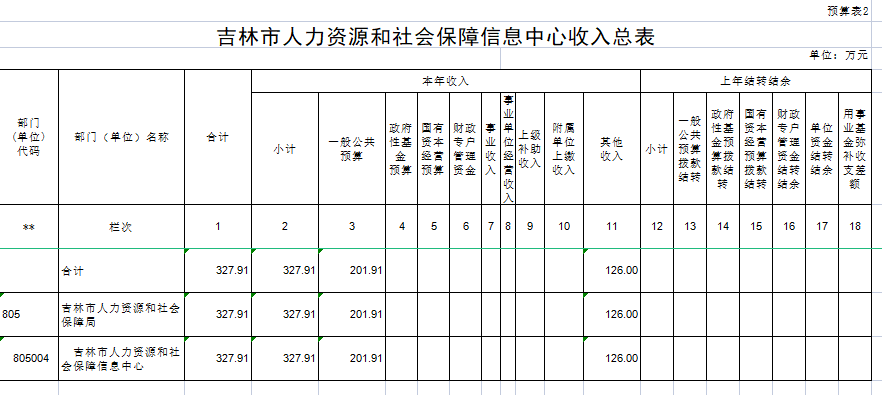 预算表2
吉林市人力资源和社会保障信息中心收入总表
单位：万元
部门（单位）代码 部门（单位）名称 合计 本年收入 上年结转结余
小计 一般公共预算 政府性基金预算 国有资本经营预算 财政专户管理资金 事业收入 事业单位经营收入 上级补助收入 附属单位上缴收入 其他收入 小计 一般公共预算拨款结转 政府性基金预算拨款结转 国有资本经营预算拨款结转 财政专户管理资金结转结余 单位资金结转结余 用事业基金弥补收支差额
** 栏次 1 2 3 4 5 6 7 8 9 10 11 12 13 14 15 16 17 18
合计 327.91 327.91 201.91 126.00
805 吉林市人力资源和社会保障局 327.91 327.91 201.91 126.00
805004 吉林市人力资源和社会保障信息中心 327.91 327.91 201.91 126.00